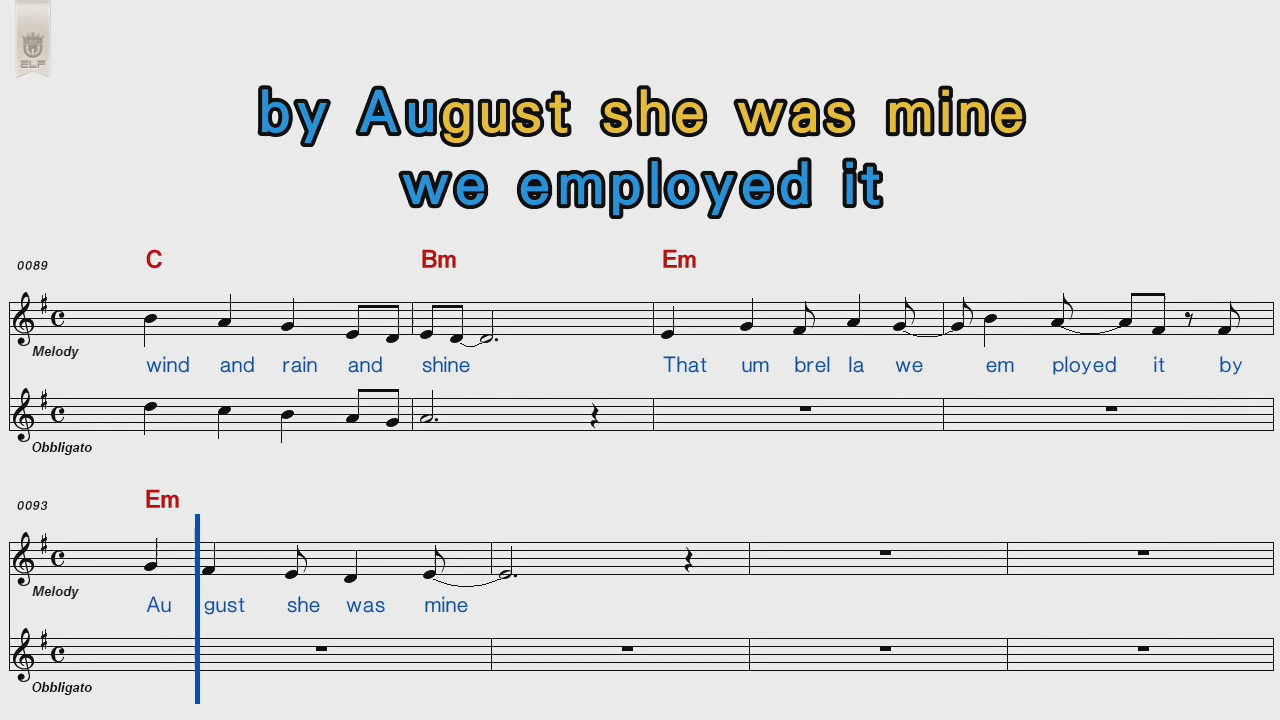 ELF
by August she was mine
we employed it
0089 C Bm Em
Melody
wind and rain and shine That um brel la we em ployed it by
Obbligato
0093 Em
Melody
Au gust she was mine
Obbligato